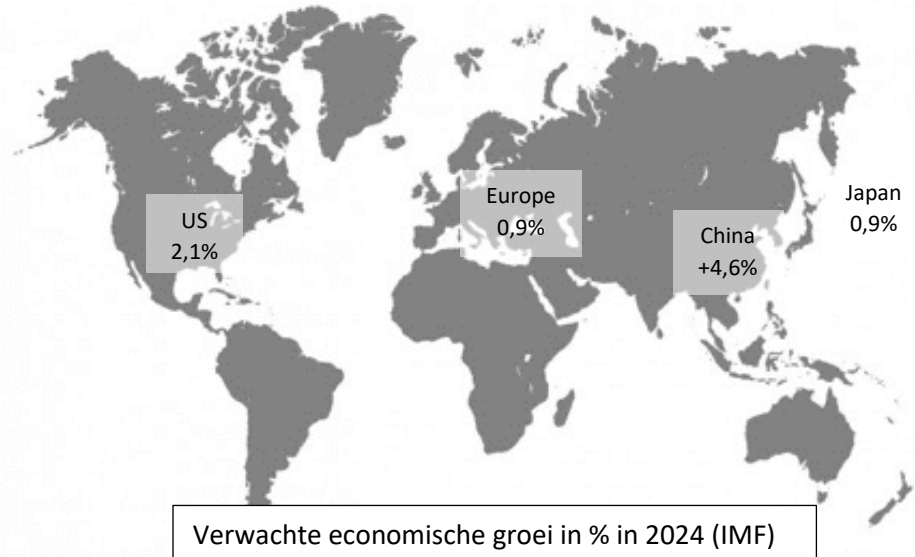 US
2,1%
Europe
0,9%
China
+4,6%
Japan
0,9%
Verwachte economische groei in % in 2024 (IMF)